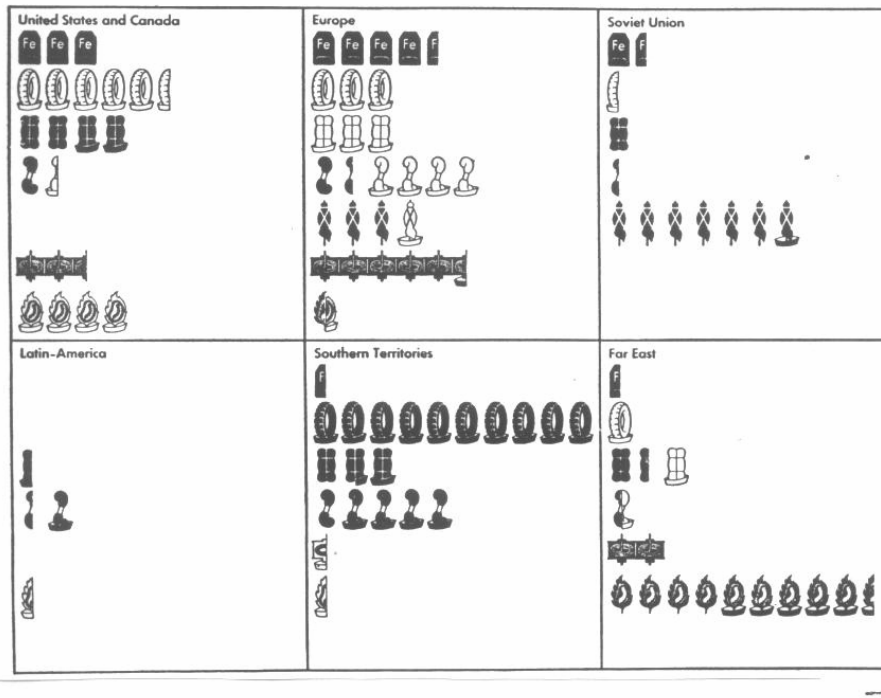 United States and Canada
Fe Fe Fe
Europe
Fe Fe Fe Fe F
Soviet Union
Fe F
Latin-America
Southern Territories
F
Far East
F